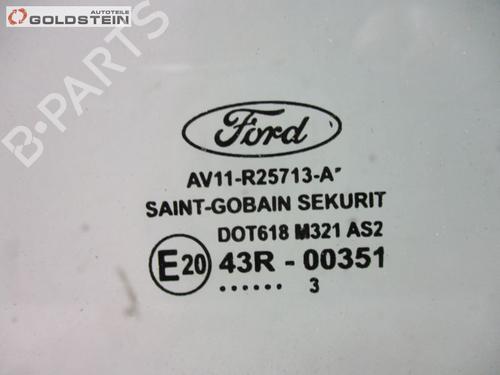 AUTOTEILE
GOLDSTEIN
B-PARTS
Ford
AV11-R25713-A
SAINT-GOBAIN SEKURIT
DOT618 M321 AS2
E20 43R - 00351
...... 3